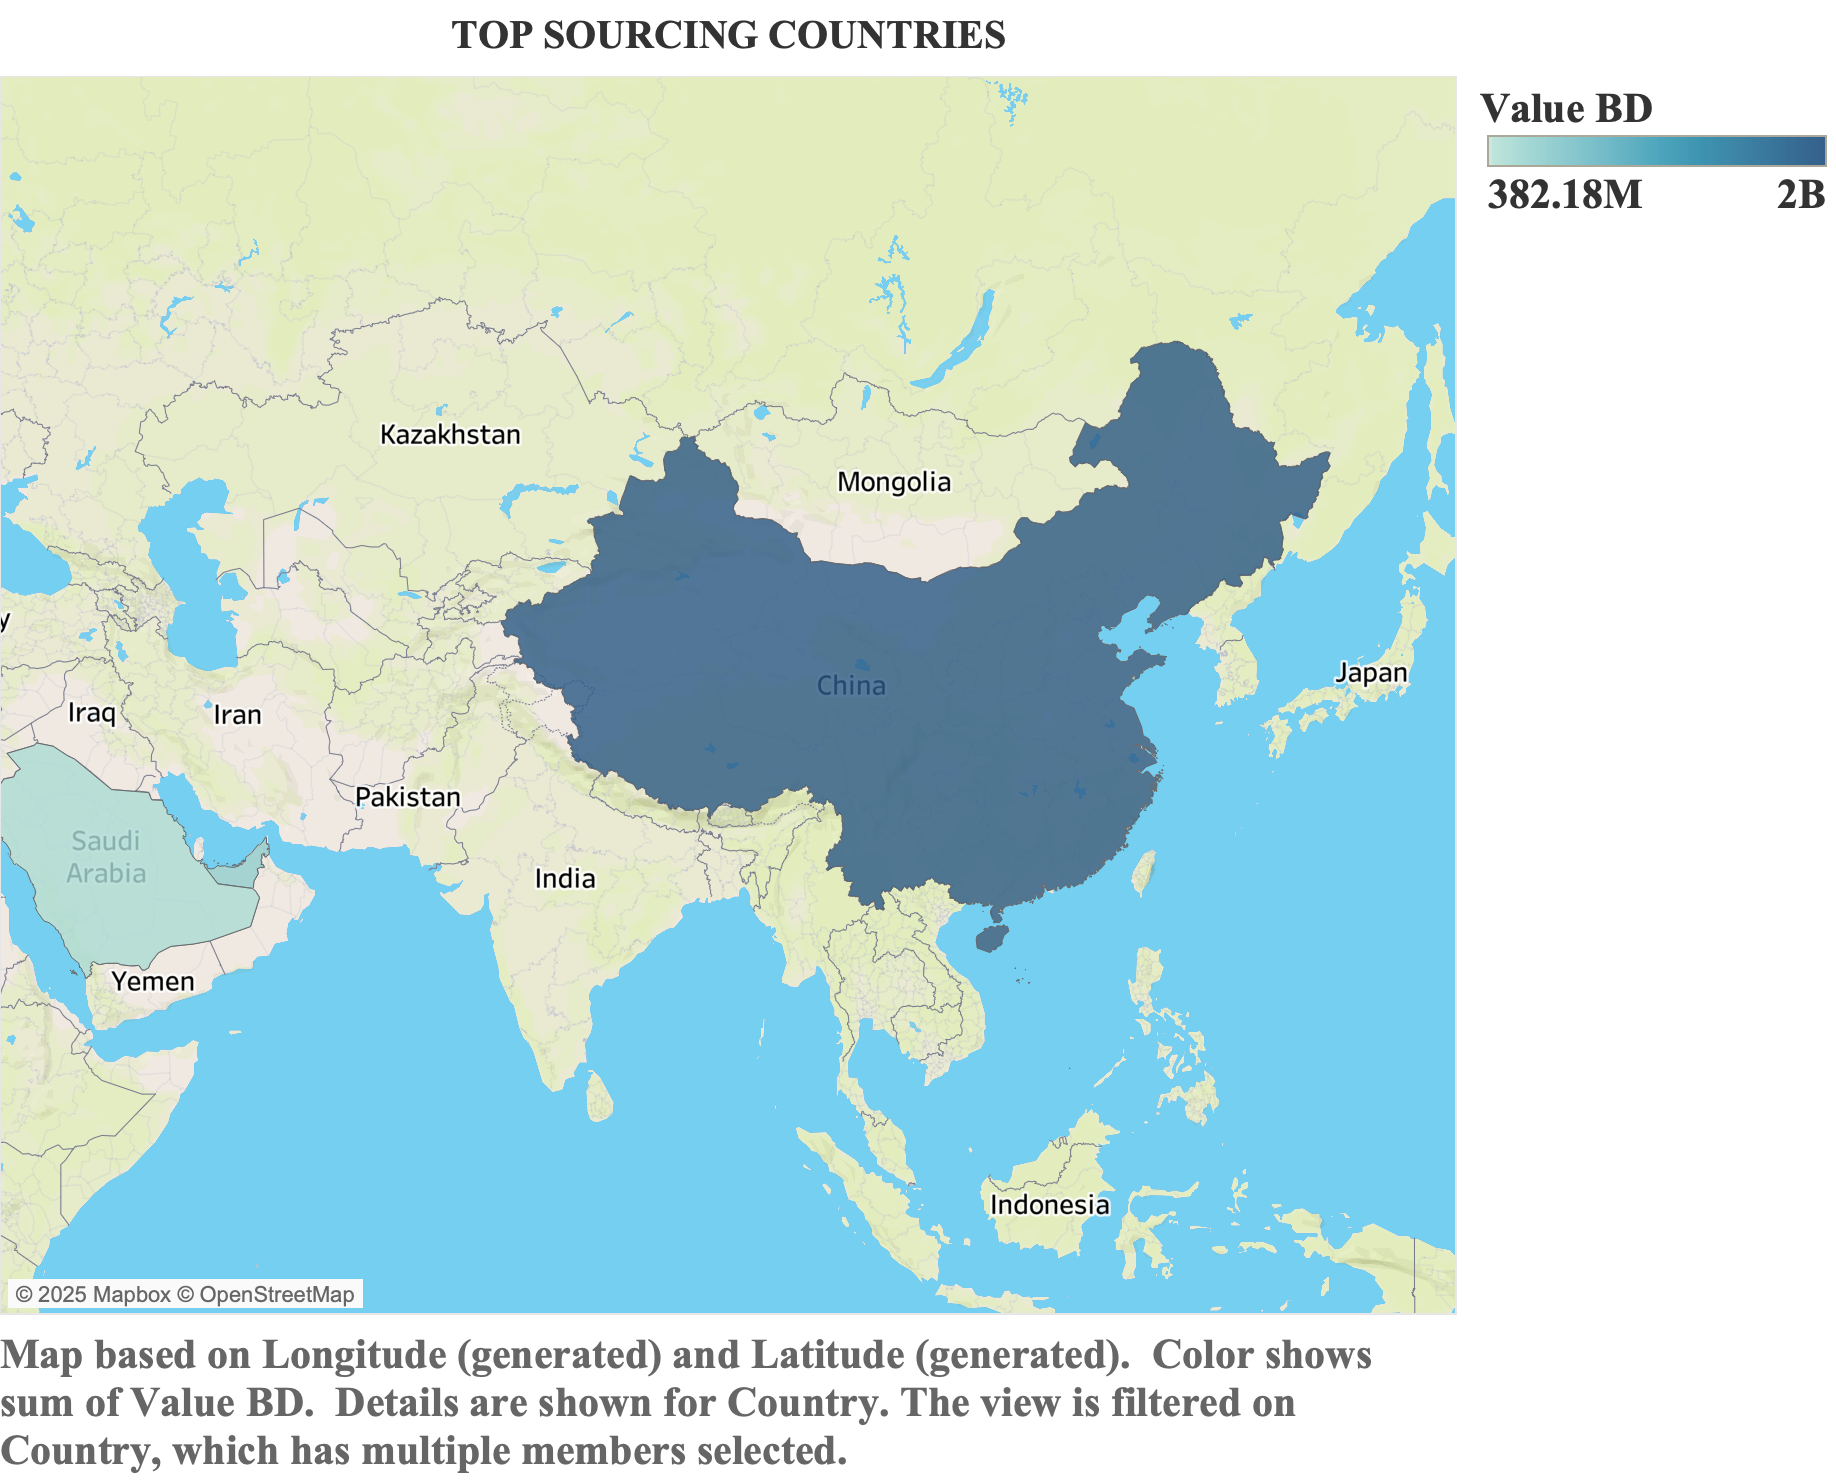 TOP SOURCING COUNTRIES
Value BD
382.18M 2B
Kazakhstan
Mongolia
y
Japan
China
Iraq
Iran
Pakistan
Saudi
Arabia
India
Yemen
Indonesia
© 2025 Mapbox © OpenStreetMap
Map based on Longitude (generated) and Latitude (generated).  Color shows
sum of Value BD.  Details are shown for Country. The view is filtered on
Country, which has multiple members selected.